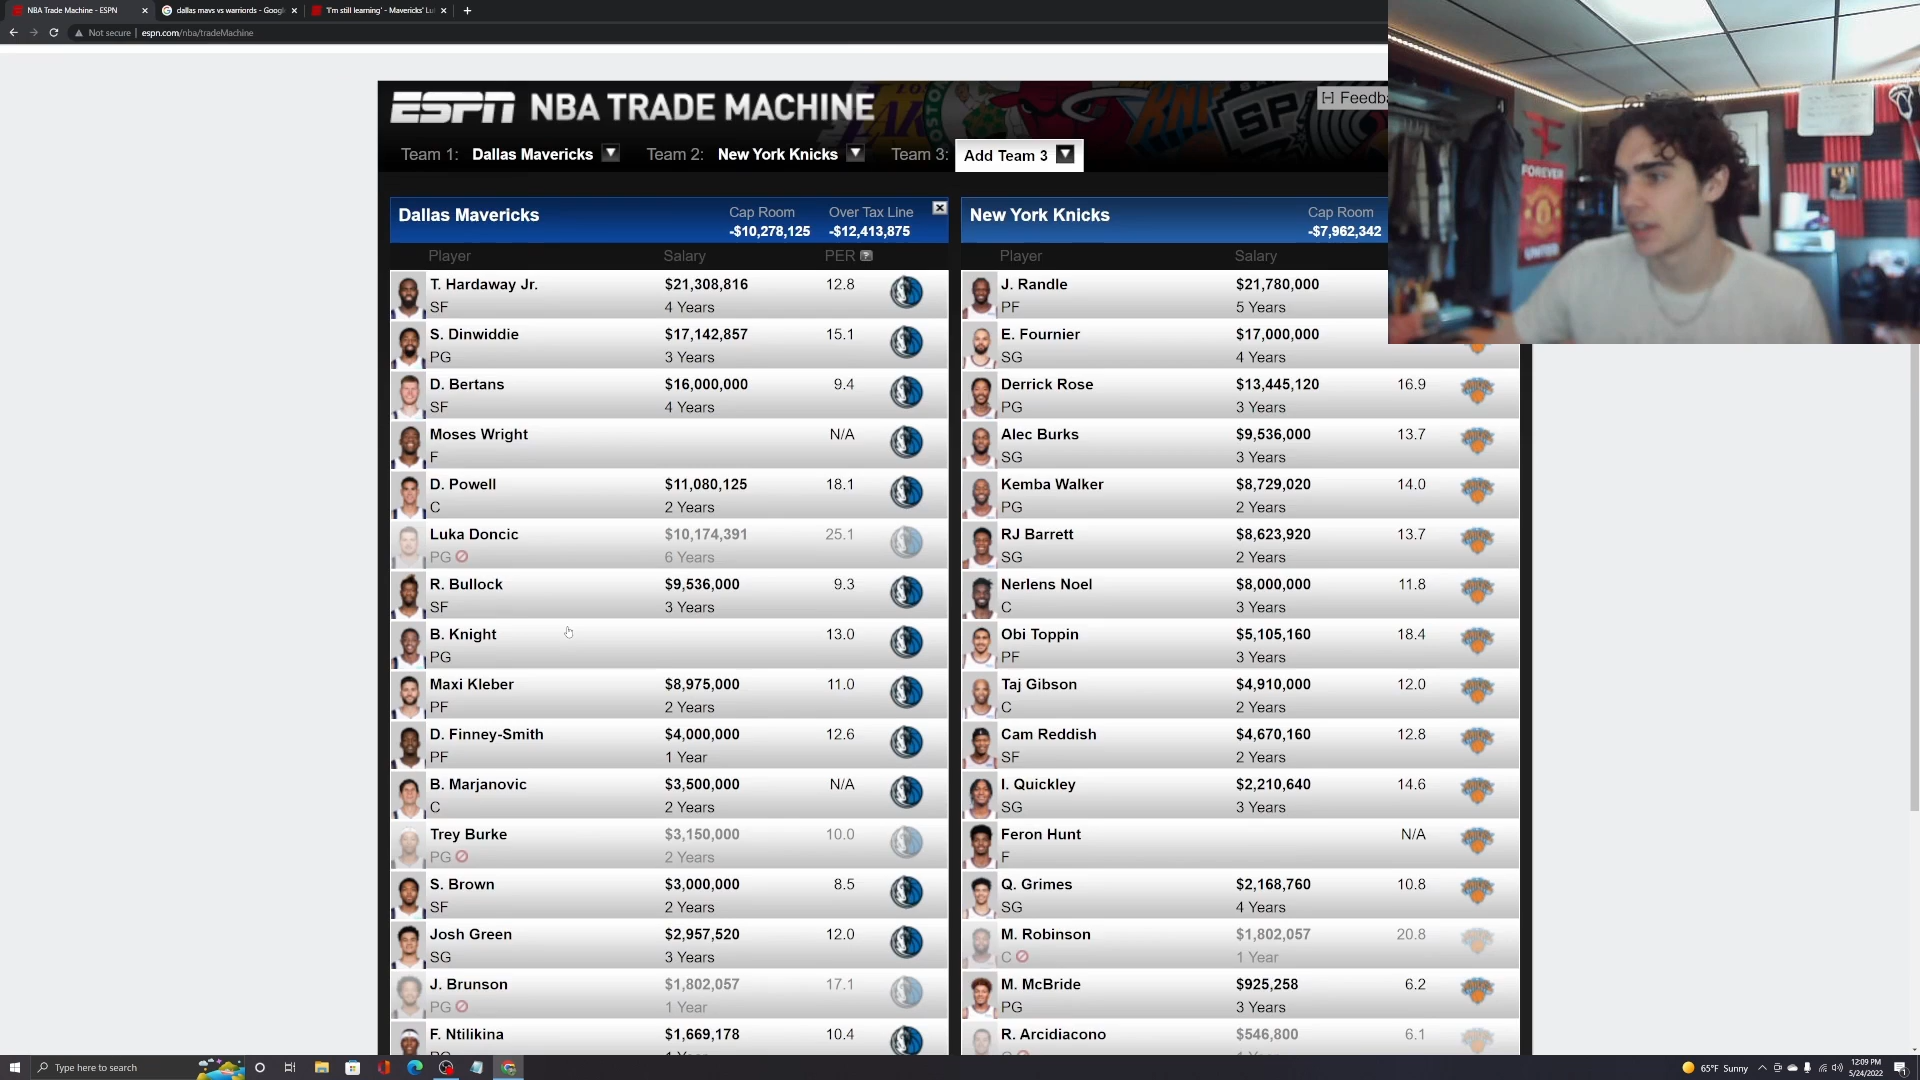 NBA Trade Machine - ESPN
dallas mavs vs warriords - Google
'I'm still learning' - Mavericks' Lu
Not secure | espn.com/nba/tradeMachine
ESPN NBA TRADE MACHINE
[-] Feedba
Team 1: Dallas Mavericks Team 2: New York Knicks Team 3: Add Team 3
Dallas Mavericks Cap Room -$10,278,125 Over Tax Line -$12,413,875
Player Salary PER ?
T. Hardaway Jr. $21,308,816 12.8
SF 4 Years
S. Dinwiddie $17,142,857 15.1
PG 3 Years
D. Bertans $16,000,000 9.4
SF 4 Years
Moses Wright N/A
F
D. Powell $11,080,125 18.1
C 2 Years
Luka Doncic $10,174,391 25.1
PG 6 Years
R. Bullock $9,536,000 9.3
SF 3 Years
B. Knight 13.0
PG
Maxi Kleber $8,975,000 11.0
PF 2 Years
D. Finney-Smith $4,000,000 12.6
PF 1 Year
B. Marjanovic $3,500,000 N/A
C 2 Years
Trey Burke $3,150,000 10.0
PG 2 Years
S. Brown $3,000,000 8.5
SF 2 Years
Josh Green $2,957,520 12.0
SG 3 Years
J. Brunson $1,802,057 17.1
PG 1 Year
F. Ntilikina $1,669,178 10.4
New York Knicks Cap Room -$7,962,342
Player Salary
J. Randle $21,780,000
PF 5 Years
E. Fournier $17,000,000
SG 4 Years
Derrick Rose $13,445,120 16.9
PG 3 Years
Alec Burks $9,536,000 13.7
SG 3 Years
Kemba Walker $8,729,020 14.0
PG 2 Years
RJ Barrett $8,623,920 13.7
SG 2 Years
Nerlens Noel $8,000,000 11.8
C 3 Years
Obi Toppin $5,105,160 18.4
PF 3 Years
Taj Gibson $4,910,000 12.0
C 2 Years
Cam Reddish $4,670,160 12.8
SF 2 Years
I. Quickley $2,210,640 14.6
SG 3 Years
Feron Hunt N/A
F
Q. Grimes $2,168,760 10.8
SG 4 Years
M. Robinson $1,802,057 20.8
C 1 Year
M. McBride $925,258 6.2
PG 3 Years
R. Arcidiacono $546,800 6.1
FOREVER
UNITED
Type here to search
65°F Sunny
12:09 PM
5/24/2022